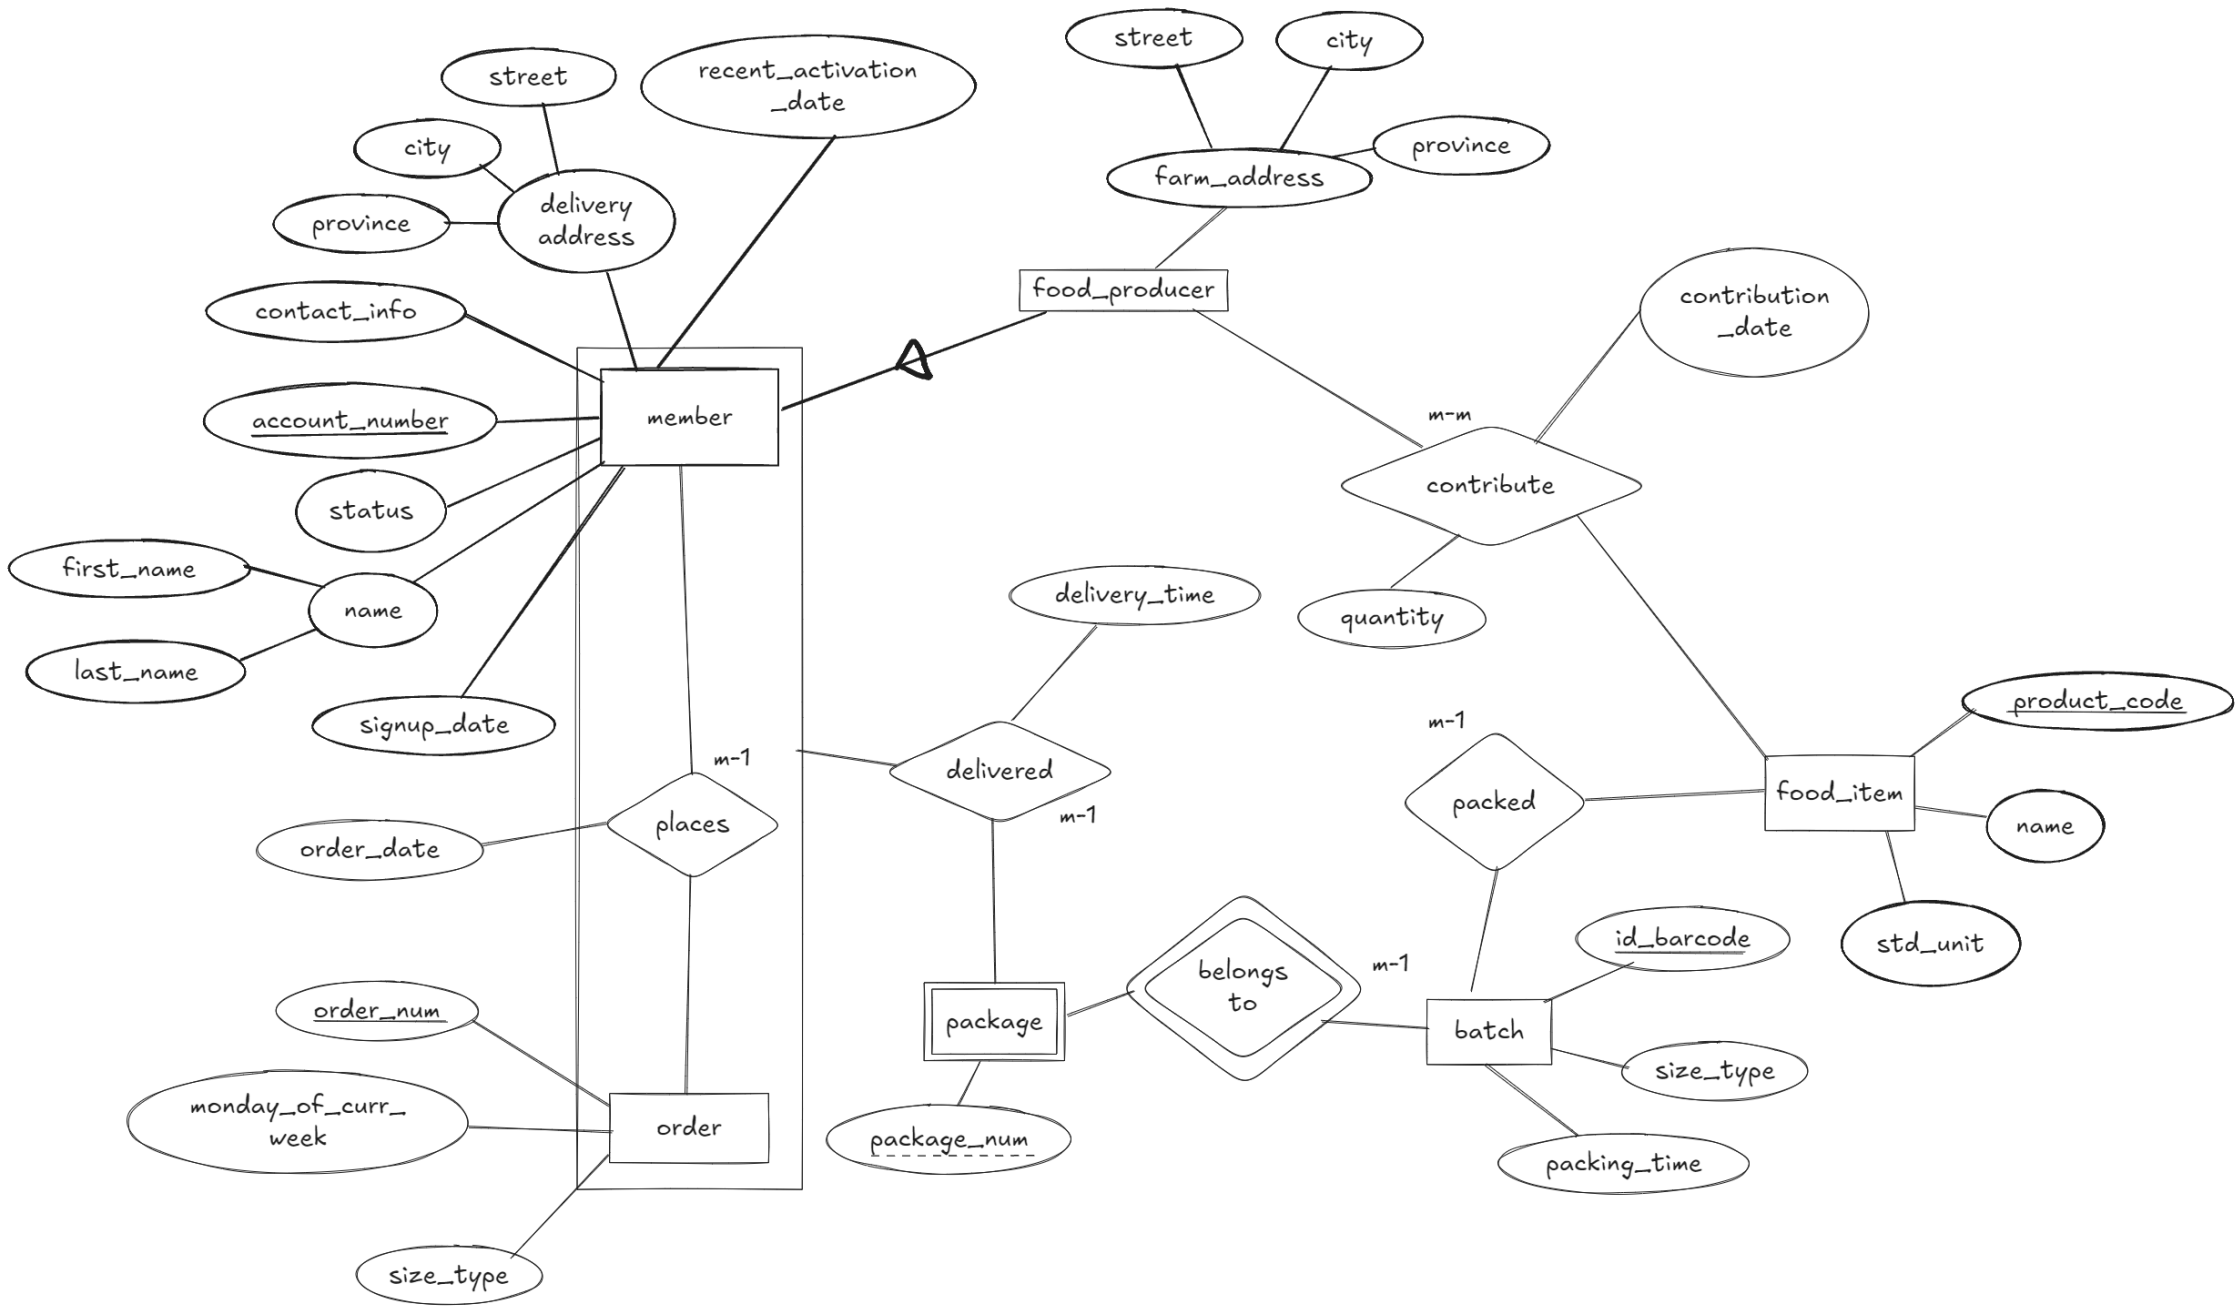 street
city
recent_activation
_date
street
city
province
province
farm_address
delivery
address
food_producer
contact_info
contribution
_date
account_number
member
m-m
contribute
status
first_name
name
delivery_time
quantity
last_name
signup_date
product_code
m-1
m-1
delivered
packed
food_item
places
m-1
name
order_date
id_barcode
std_unit
belongs
to
m-1
order_num
package
batch
size_type
monday_of_curr_
week
order
package_num
packing_time
size_type